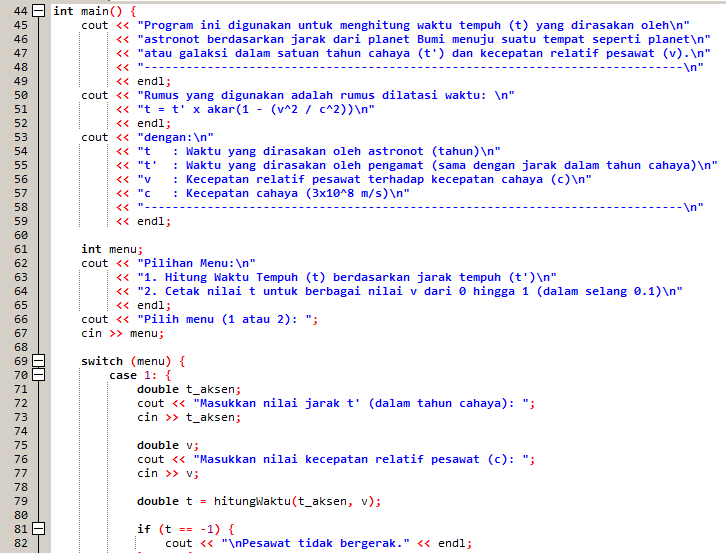 44 int main() {
45 cout << "Program ini digunakan untuk menghitung waktu tempuh (t) yang dirasakan oleh\n"
46 << "astronot berdasarkan jarak dari planet Bumi menuju suatu tempat seperti planet\n"
47 << "atau galaksi dalam satuan tahun cahaya (t') dan kecepatan relatif pesawat (v).\n"
48 << "-----------------------------------------------------------------------------\n"
49 << endl;
50 cout << "Rumus yang digunakan adalah rumus dilatasi waktu: \n"
51 << "t = t' x akar(1 - (v^2 / c^2))\n"
52 << endl;
53 cout << "dengan:\n"
54 << "t   : Waktu yang dirasakan oleh astronot (tahun)\n"
55 << "t'  : Waktu yang dirasakan oleh pengamat (sama dengan jarak dalam tahun cahaya)\n"
56 << "v   : Kecepatan relatif pesawat terhadap kecepatan cahaya (c)\n"
57 << "c   : Kecepatan cahaya (3x10^8 m/s)\n"
58 << "-----------------------------------------------------------------------------\n"
59 << endl;
60
61 int menu;
62 cout << "Pilihan Menu:\n"
63 << "1. Hitung Waktu Tempuh (t) berdasarkan jarak tempuh (t')\n"
64 << "2. Cetak nilai t untuk berbagai nilai v dari 0 hingga 1 (dalam selang 0.1)\n"
65 << endl;
66 cout << "Pilih menu (1 atau 2): ";
67 cin >> menu;
68
69 switch (menu) {
70 case 1: {
71 double t_aksen;
72 cout << "Masukkan nilai jarak t' (dalam tahun cahaya): ";
73 cin >> t_aksen;
74
75 double v;
76 cout << "Masukkan nilai kecepatan relatif pesawat (c): ";
77 cin >> v;
78
79 double t = hitungWaktu(t_aksen, v);
80
81 if (t == -1) {
82 cout << "\nPesawat tidak bergerak." << endl;